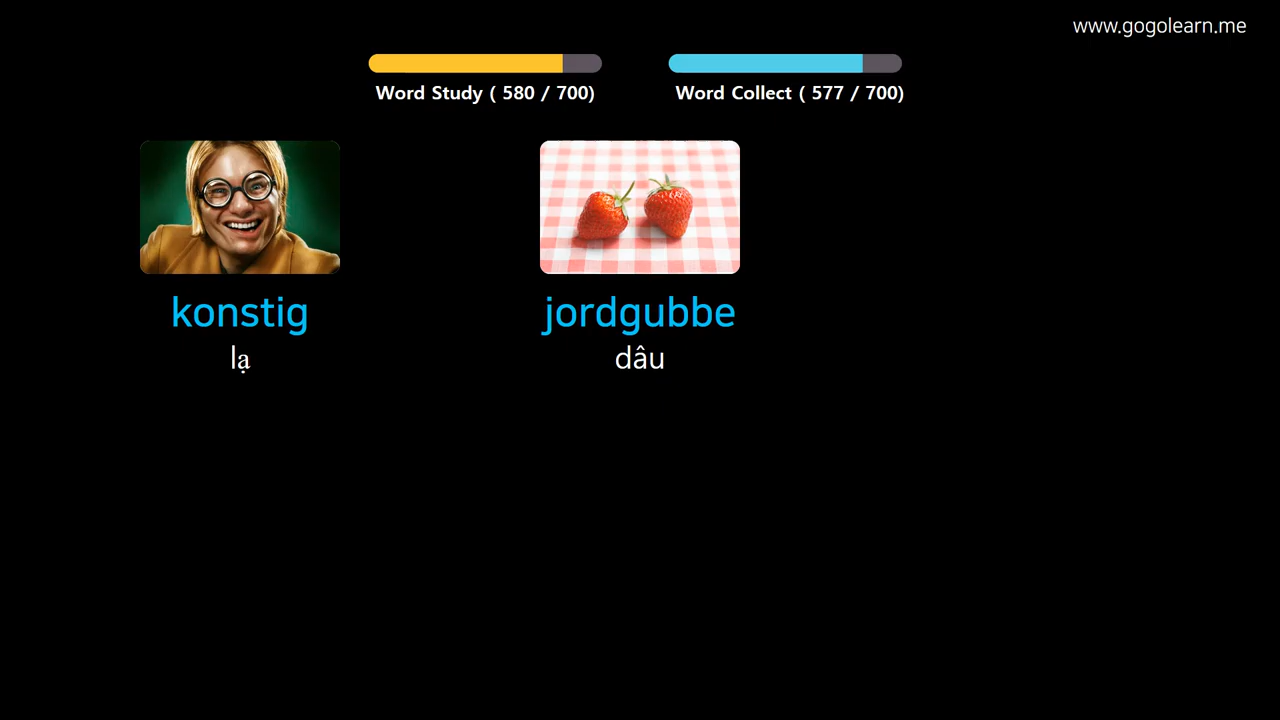 www.gogolearn.me
Word Study ( 580 / 700)
Word Collect ( 577 / 700)
konstig
jordgubbe
lạ
dâu